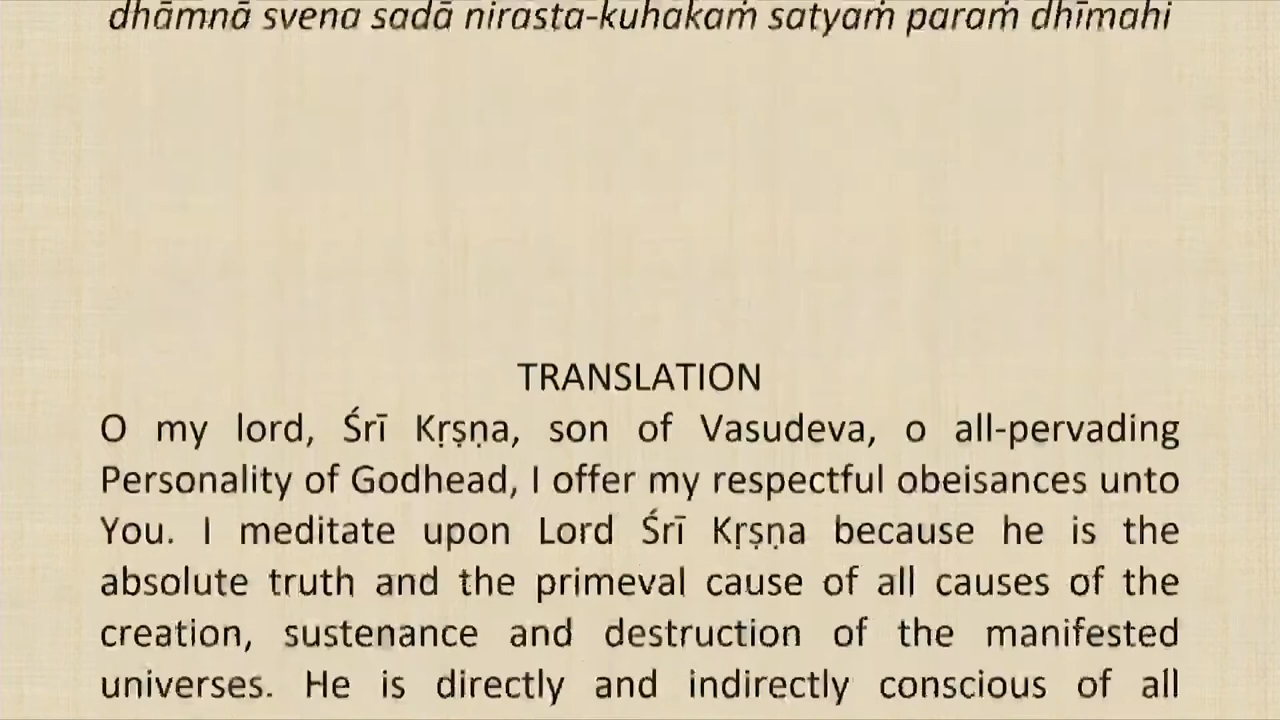 dhāmnā svena sadā nirasta-kuhakaṁ satyaṁ paraṁ dhīmahi
TRANSLATION
O my lord, Śrī Kṛṣṇa, son of Vasudeva, o all-pervading
Personality of Godhead, I offer my respectful obeisances unto
You. I meditate upon Lord Śrī Kṛṣṇa because he is the
absolute truth and the primeval cause of all causes of the
creation, sustenance and destruction of the manifested
universes. He is directly and indirectly conscious of all